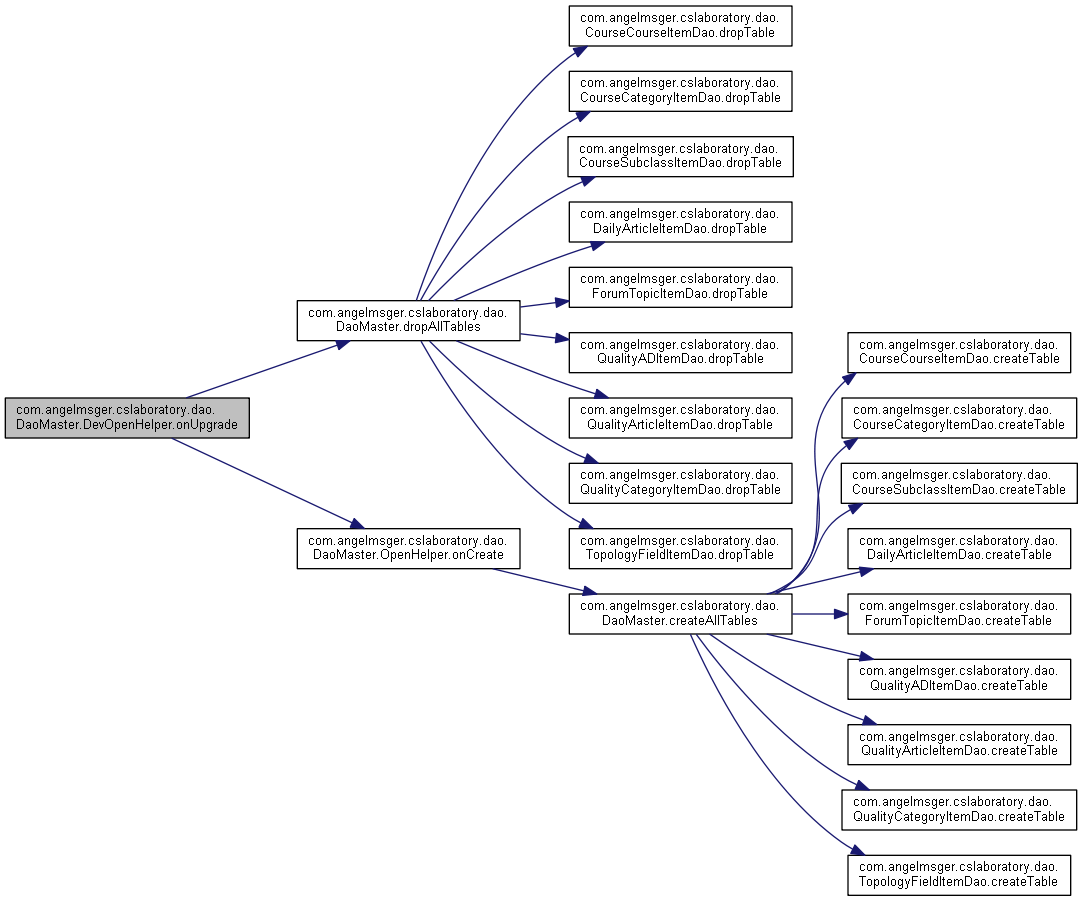 com.angelmsger.cslaboratory.dao.
CourseCourseItemDao.dropTable
com.angelmsger.cslaboratory.dao.
CourseCategoryItemDao.dropTable
com.angelmsger.cslaboratory.dao.
CourseSubclassItemDao.dropTable
com.angelmsger.cslaboratory.dao.
DailyArticleItemDao.dropTable
com.angelmsger.cslaboratory.dao.
ForumTopicItemDao.dropTable
com.angelmsger.cslaboratory.dao.
DaoMaster.dropAllTables
com.angelmsger.cslaboratory.dao.
QualityADItemDao.dropTable
com.angelmsger.cslaboratory.dao.
CourseCourseItemDao.createTable
com.angelmsger.cslaboratory.dao.
DaoMaster.DevOpenHelper.onUpgrade
com.angelmsger.cslaboratory.dao.
QualityArticleItemDao.dropTable
com.angelmsger.cslaboratory.dao.
CourseCategoryItemDao.createTable
com.angelmsger.cslaboratory.dao.
QualityCategoryItemDao.dropTable
com.angelmsger.cslaboratory.dao.
CourseSubclassItemDao.createTable
com.angelmsger.cslaboratory.dao.
DaoMaster.OpenHelper.onCreate
com.angelmsger.cslaboratory.dao.
TopologyFieldItemDao.dropTable
com.angelmsger.cslaboratory.dao.
DailyArticleItemDao.createTable
com.angelmsger.cslaboratory.dao.
DaoMaster.createAllTables
com.angelmsger.cslaboratory.dao.
ForumTopicItemDao.createTable
com.angelmsger.cslaboratory.dao.
QualityADItemDao.createTable
com.angelmsger.cslaboratory.dao.
QualityArticleItemDao.createTable
com.angelmsger.cslaboratory.dao.
QualityCategoryItemDao.createTable
com.angelmsger.cslaboratory.dao.
TopologyFieldItemDao.createTable